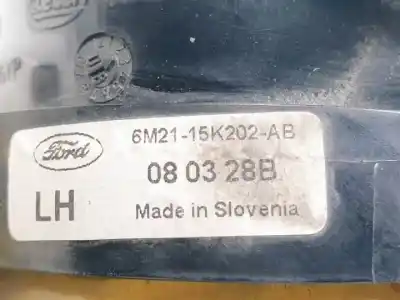 Ford
6M21-15K202-AB
08 03 28B
LH
Made in Slovenia